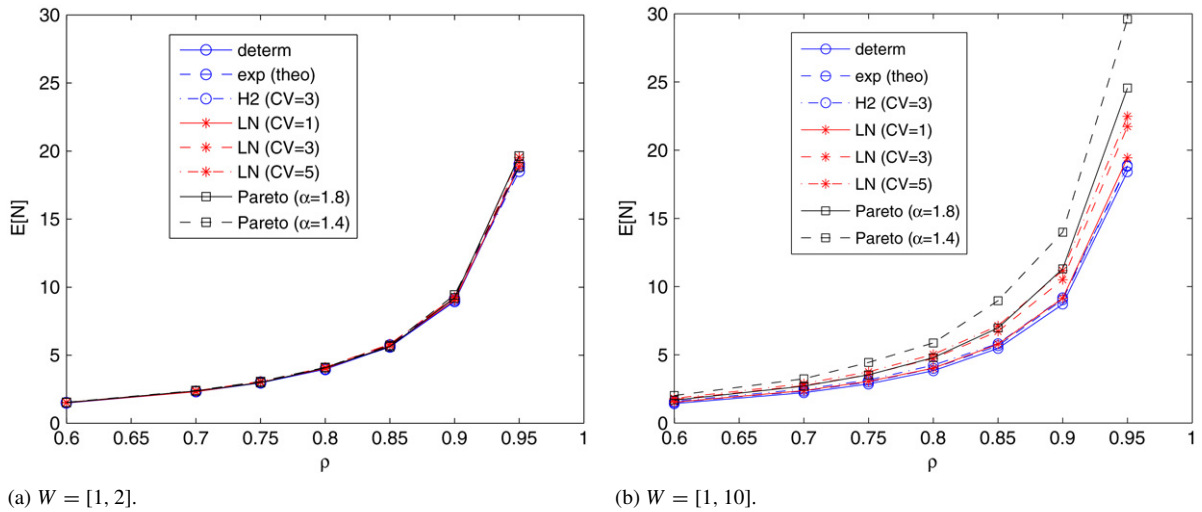 30
25
20
15
10
5
0
E[N]
determ
exp (theo)
H2 (CV=3)
LN (CV=1)
LN (CV=3)
LN (CV=5)
Pareto (α=1.8)
Pareto (α=1.4)
0.6 0.65 0.7 0.75 0.8 0.85 0.9 0.95 1
ρ
(a) W = [1, 2].
30
25
20
15
10
5
0
E[N]
determ
exp (theo)
H2 (CV=3)
LN (CV=1)
LN (CV=3)
LN (CV=5)
Pareto (α=1.8)
Pareto (α=1.4)
0.6 0.65 0.7 0.75 0.8 0.85 0.9 0.95 1
ρ
(b) W = [1, 10].